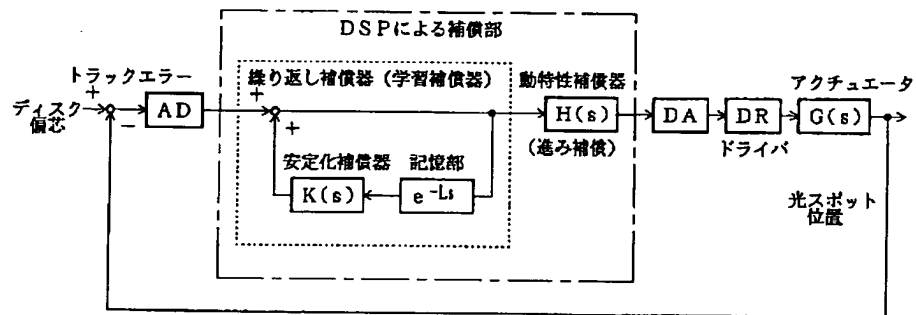 DSPによる補償部
トラックエラー
繰り返し補償器(学習補償器)
動特性補償器
アクチュエータ
ディスク
偏芯
+
−
AD
+
+
H(s)
DA
DR
G(s)
(進み補償)
ドライバ
安定化補償器
記憶部
K(s)
e^-Ls
光スポット
位置